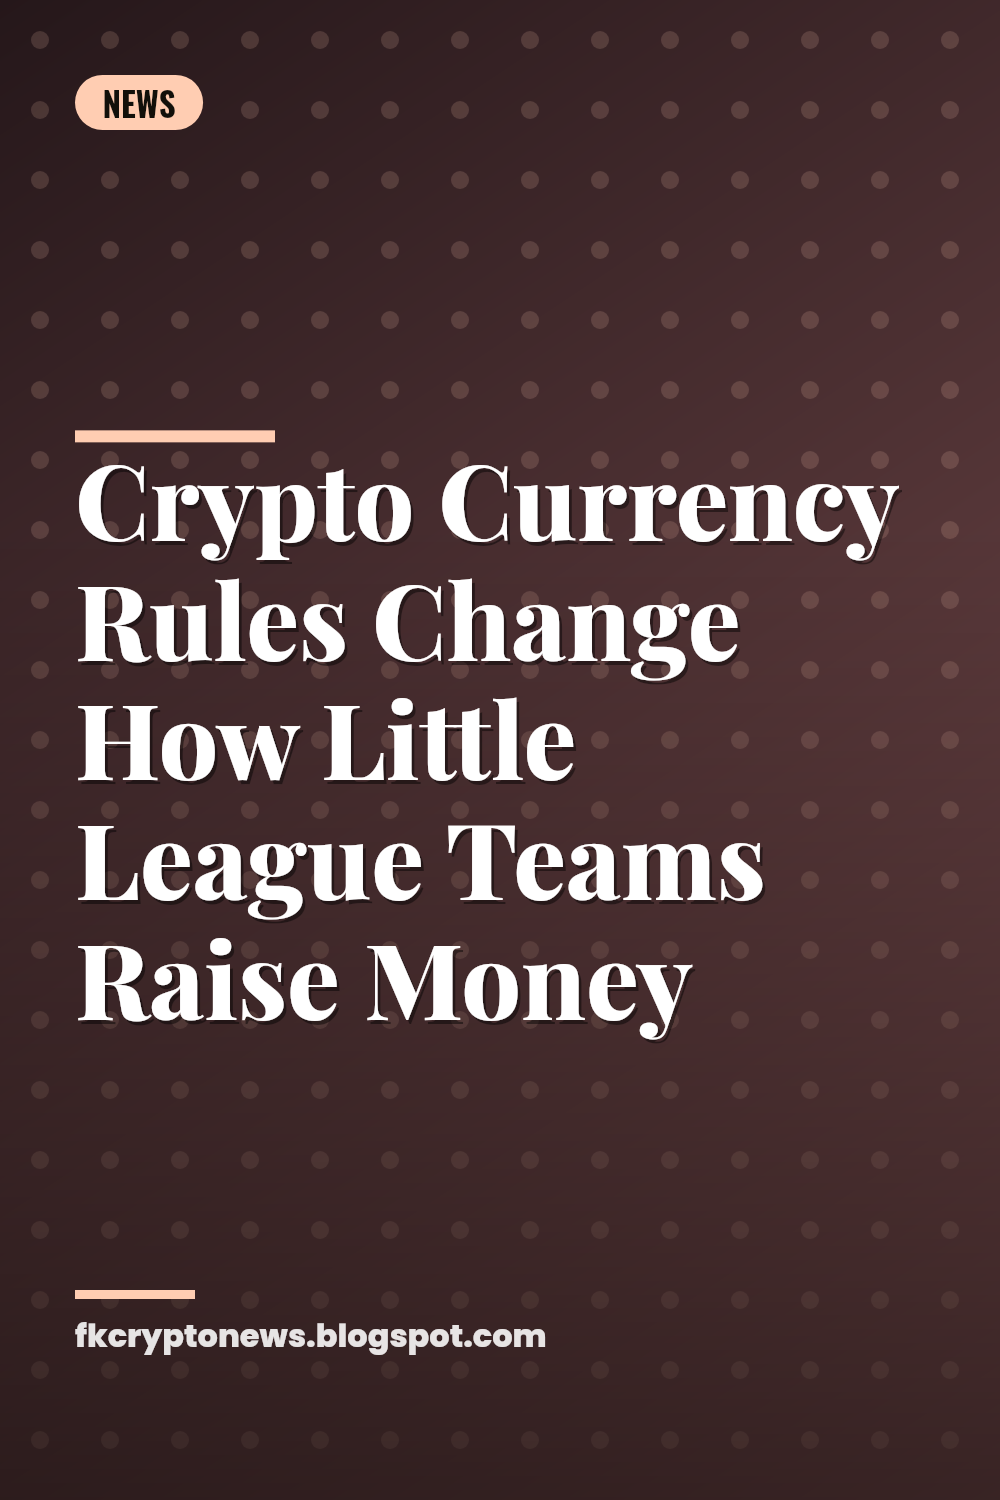 NEWS
Crypto Currency
Rules Change
How Little
League Teams
Raise Money
fkcryptonews.blogspot.com